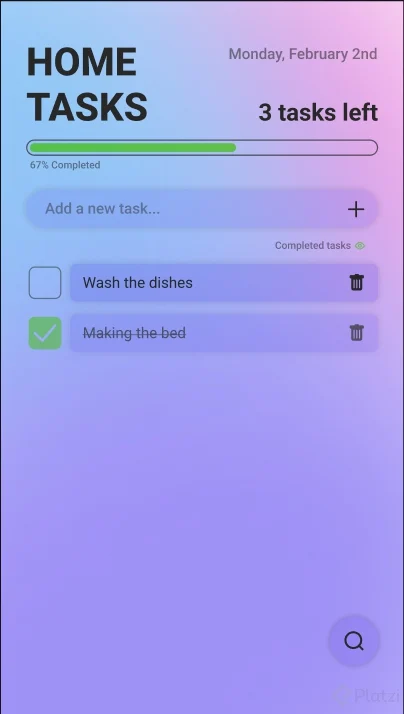 HOME
TASKS
Monday, February 2nd
3 tasks left
67% Completed
Add a new task...
Completed tasks
Wash the dishes
Making the bed
Platzi